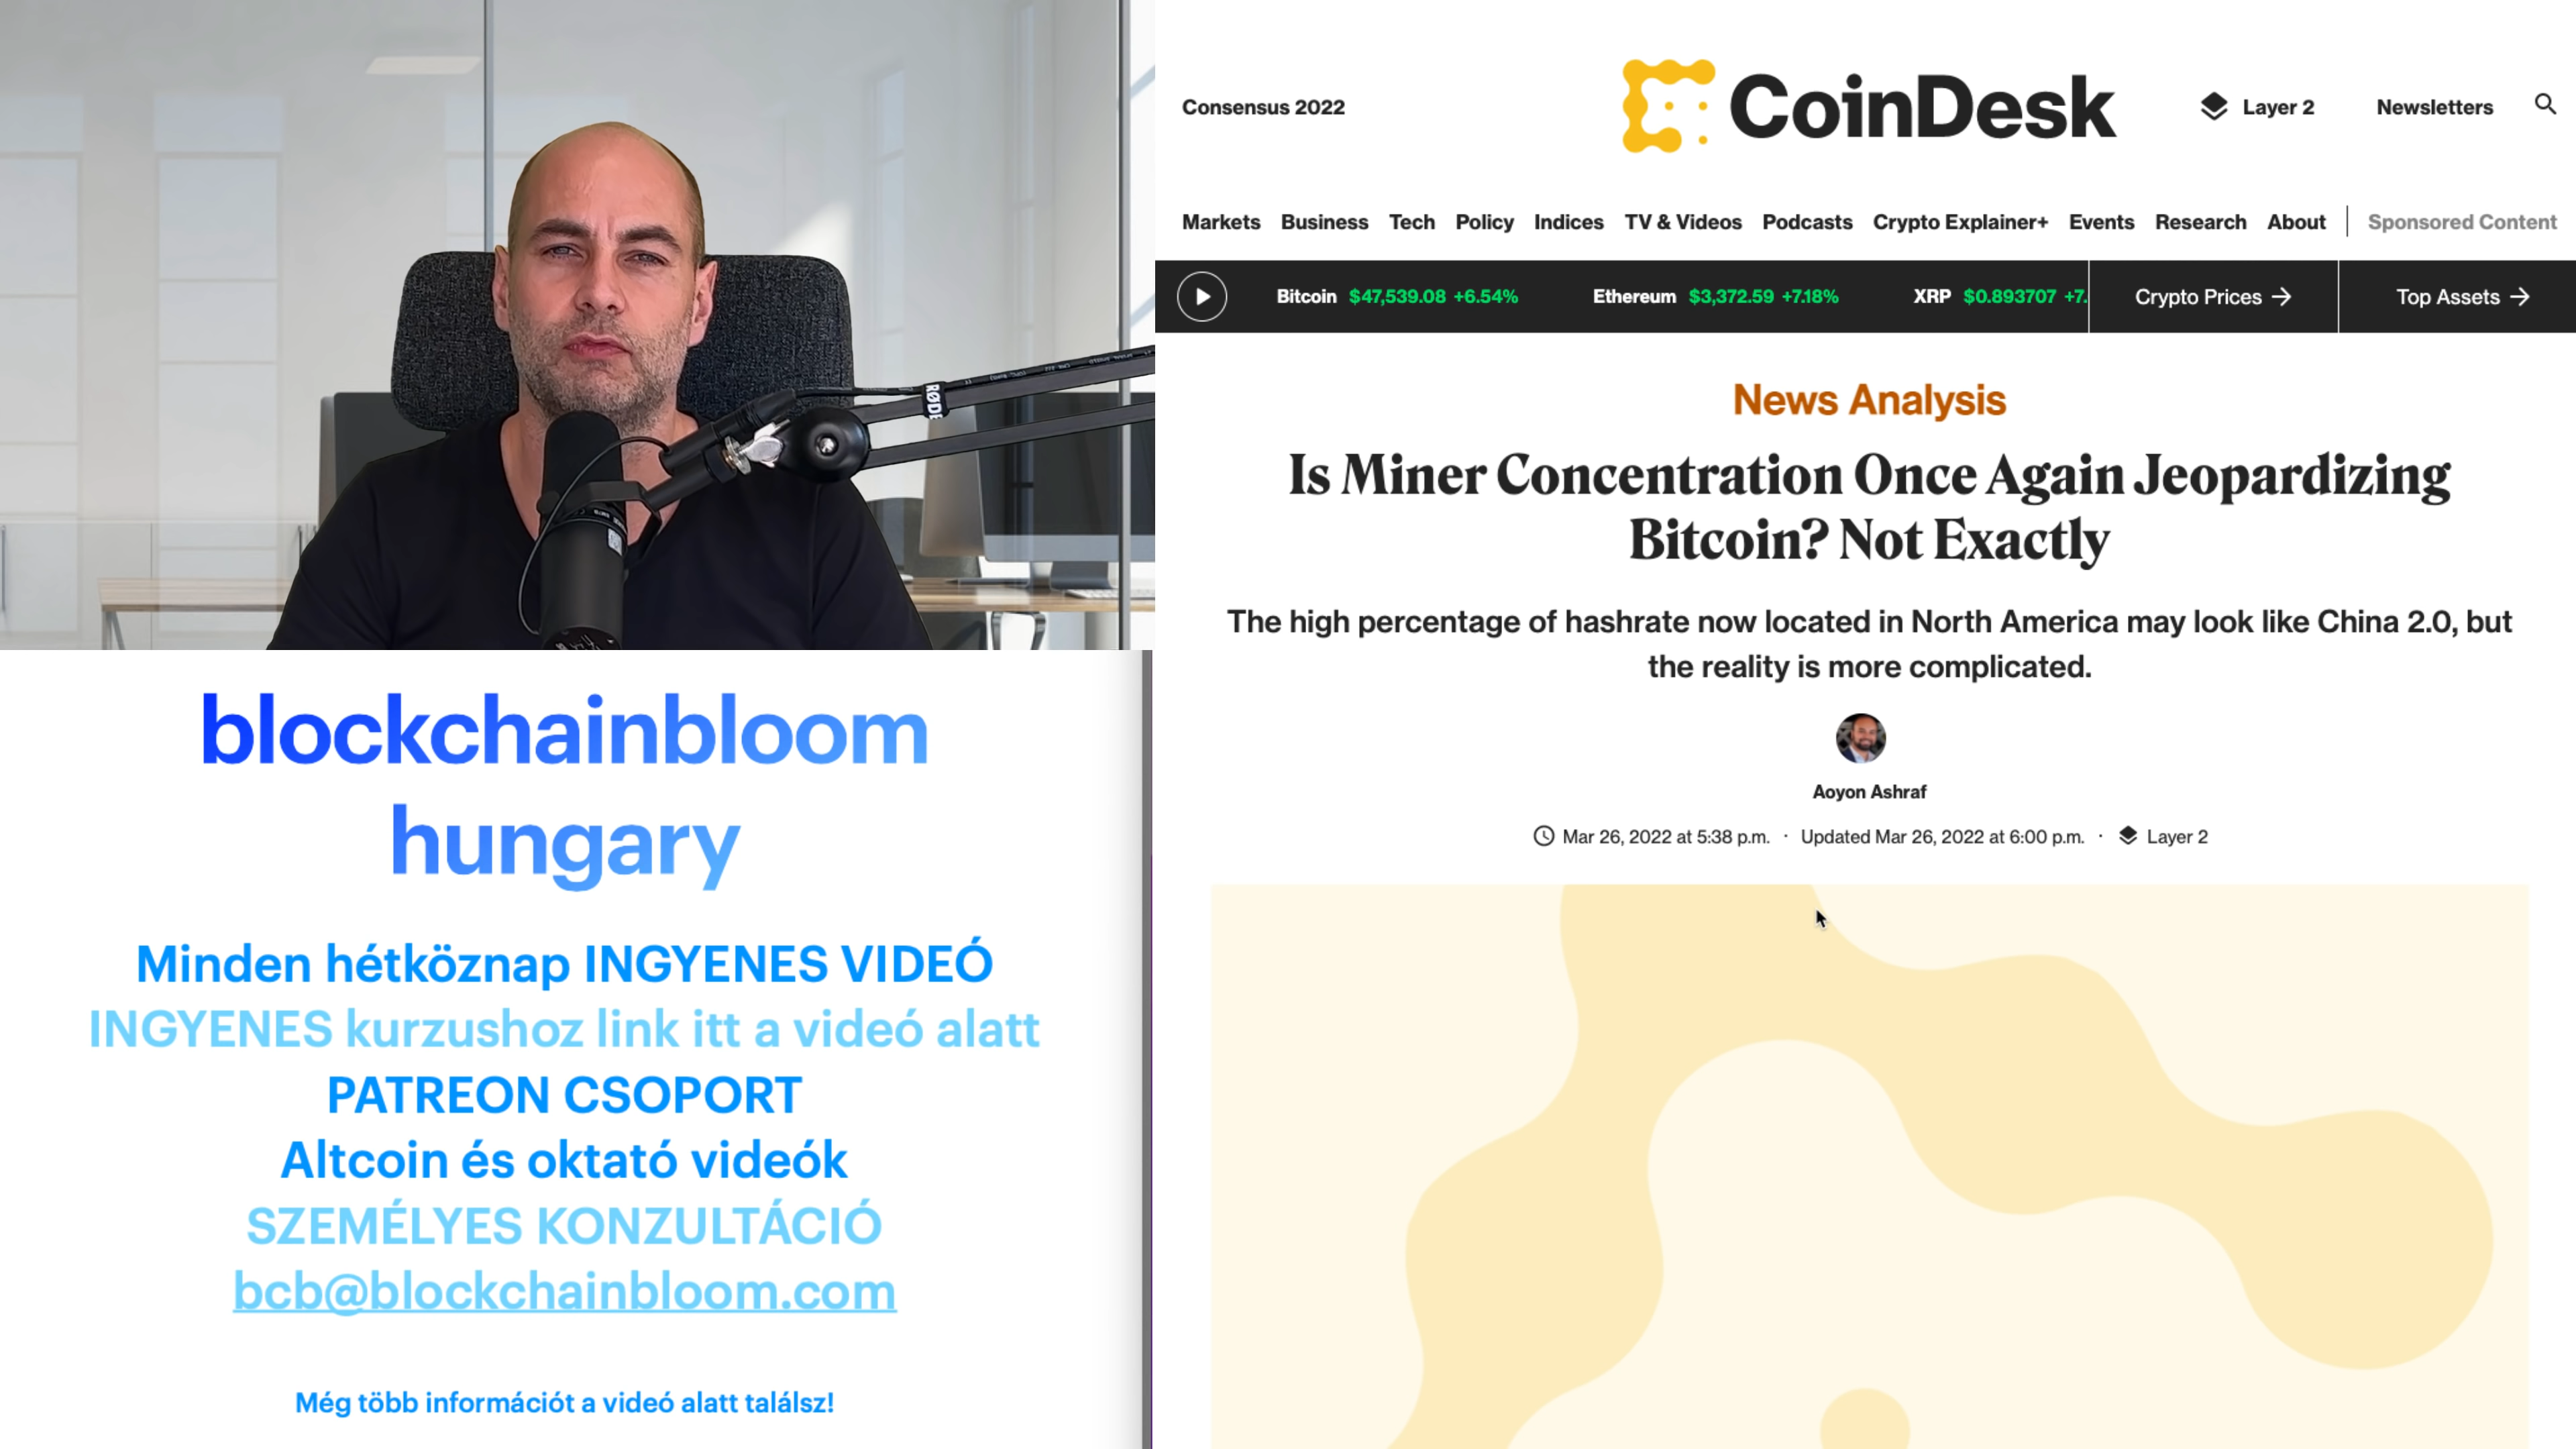 RØDE
blockchainbloom
hungary
Minden hétköznap INGYENES VIDEÓ
INGYENES kurzushoz link itt a videó alatt
PATREON CSOPORT
Altcoin és oktató videók
SZEMÉLYES KONZULTÁCIÓ
bcb@blockchainbloom.com
Még több információt a videó alatt találsz!
Consensus 2022
CoinDesk
Layer 2
Newsletters
Markets Business Tech Policy Indices TV & Videos Podcasts Crypto Explainer+ Events Research About Sponsored Content
Bitcoin $47,539.08 +6.54% Ethereum $3,372.59 +7.18% XRP $0.893707 +7. Crypto Prices → Top Assets →
News Analysis
Is Miner Concentration Once Again Jeopardizing
Bitcoin? Not Exactly
The high percentage of hashrate now located in North America may look like China 2.0, but
the reality is more complicated.
Aoyon Ashraf
Mar 26, 2022 at 5:38 p.m. · Updated Mar 26, 2022 at 6:00 p.m. · Layer 2